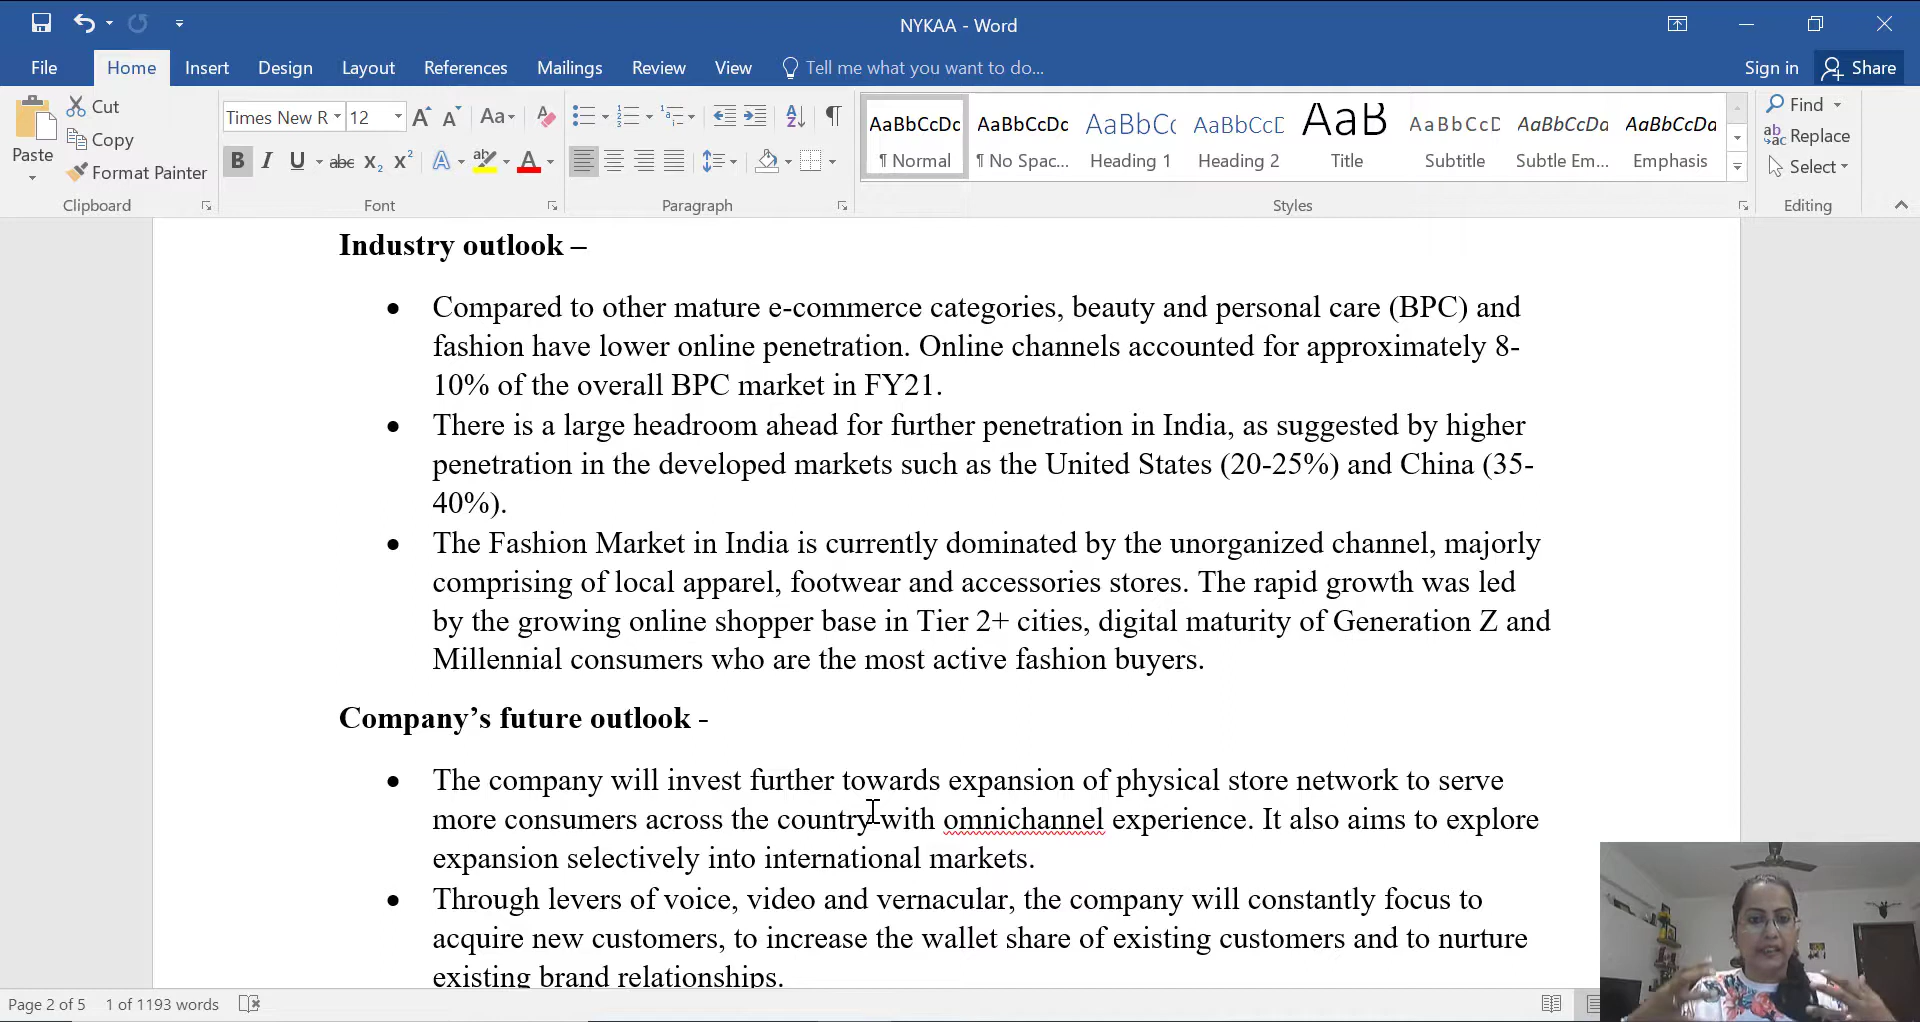 NYKAA - Word
File Home Insert Design Layout References Mailings Review View Tell me what you want to do... Sign in Share
Paste Cut Copy Format Painter Clipboard
Times New R 12 Aa
B I U abc X₂ X² A ab A
Font
Paragraph
AaBbCcDc AaBbCcDc AaBbCc AaBbCcD AaB AaBbCcD AaBbCcDa AaBbCcDa
¶ Normal ¶ No Spac... Heading 1 Heading 2 Title Subtitle Subtle Em... Emphasis
Styles
Find
Replace
Select
Editing
Industry outlook –
• Compared to other mature e-commerce categories, beauty and personal care (BPC) and
fashion have lower online penetration. Online channels accounted for approximately 8-
10% of the overall BPC market in FY21.
• There is a large headroom ahead for further penetration in India, as suggested by higher
penetration in the developed markets such as the United States (20-25%) and China (35-
40%).
• The Fashion Market in India is currently dominated by the unorganized channel, majorly
comprising of local apparel, footwear and accessories stores. The rapid growth was led
by the growing online shopper base in Tier 2+ cities, digital maturity of Generation Z and
Millennial consumers who are the most active fashion buyers.
Company’s future outlook -
• The company will invest further towards expansion of physical store network to serve
more consumers across the country with omnichannel experience. It also aims to explore
expansion selectively into international markets.
• Through levers of voice, video and vernacular, the company will constantly focus to
acquire new customers, to increase the wallet share of existing customers and to nurture
existing brand relationships.
Page 2 of 5 1 of 1193 words